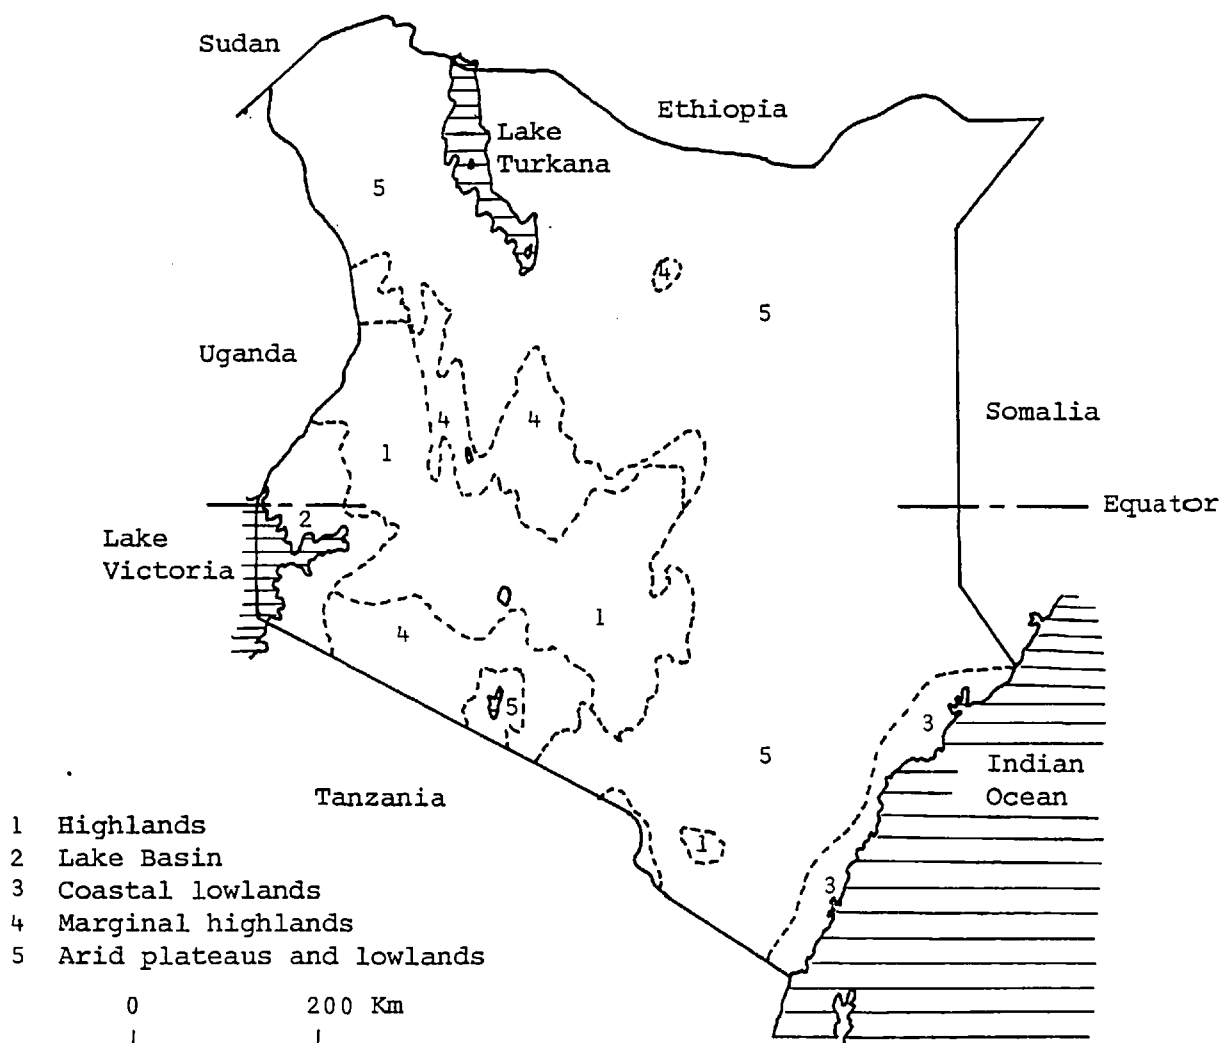 Sudan
Ethiopia
Lake
Turkana
5
4
5
Uganda
Somalia
4
4
1
Equator
2
Lake
Victoria
1
4
5
3
5
Indian
Ocean
Tanzania
1
3
1 Highlands
2 Lake Basin
3 Coastal lowlands
4 Marginal highlands
5 Arid plateaus and lowlands
0 200 Km